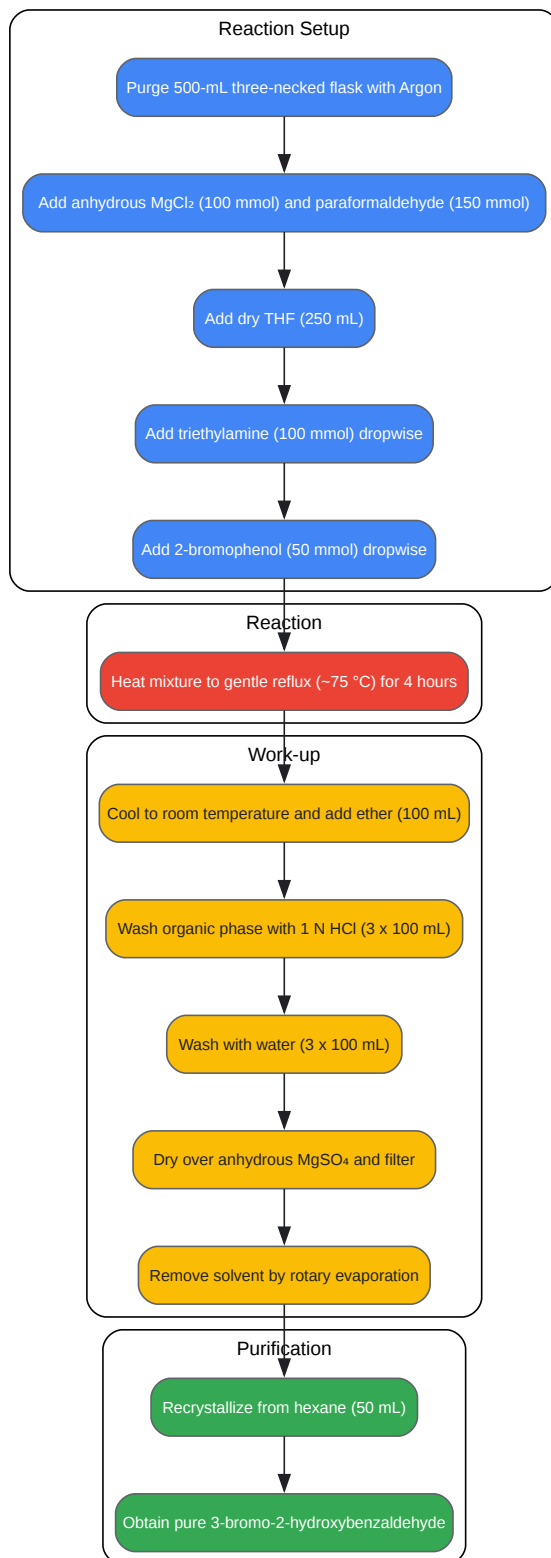 Reaction Setup
Purge 500-mL three-necked flask with Argon
Add anhydrous MgCl₂ (100 mmol) and paraformaldehyde (150 mmol)
Add dry THF (250 mL)
Add triethylamine (100 mmol) dropwise
Add 2-bromophenol (50 mmol) dropwise
Reaction
Heat mixture to gentle reflux (~75 °C) for 4 hours
Work-up
Cool to room temperature and add ether (100 mL)
Wash organic phase with 1 N HCl (3 x 100 mL)
Wash with water (3 x 100 mL)
Dry over anhydrous MgSO₄ and filter
Remove solvent by rotary evaporation
Purification
Recrystallize from hexane (50 mL)
Obtain pure 3-bromo-2-hydroxybenzaldehyde